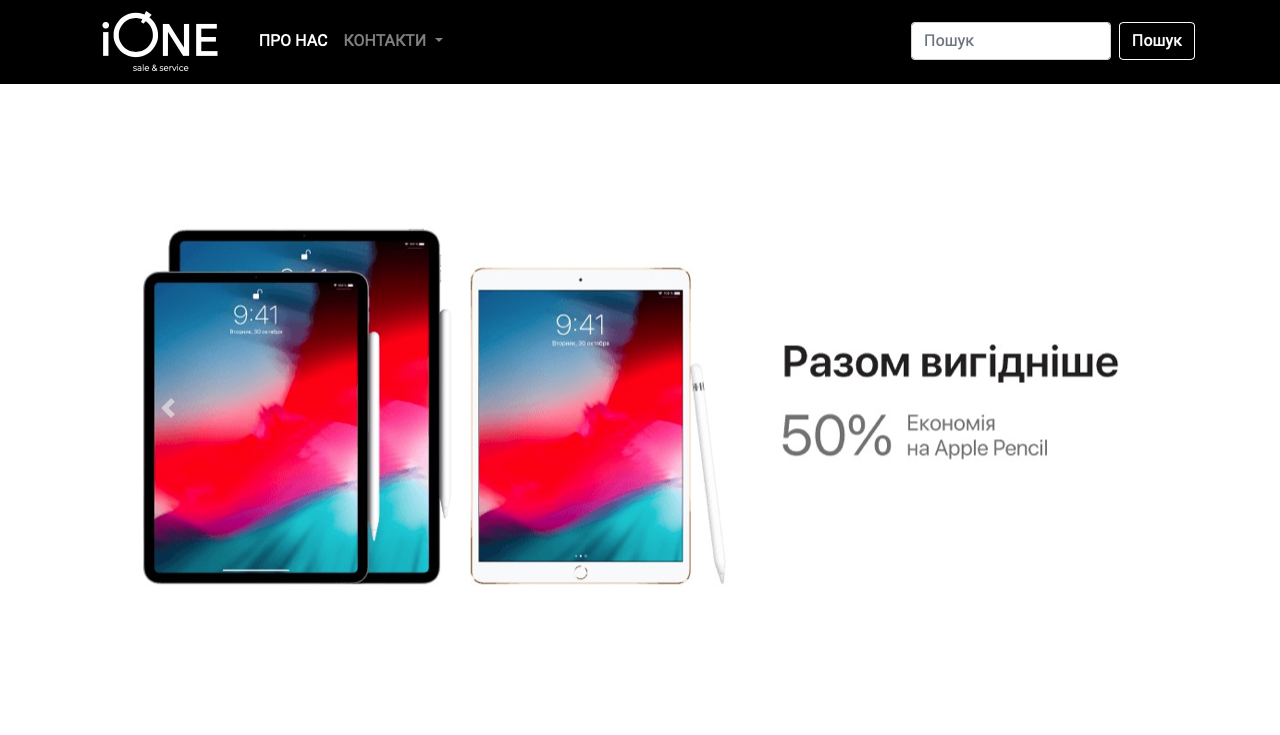 iONE
sale & service
ПРО НАС КОНТАКТИ
Пошук Пошук
9:41
Вторник, 30 октября
9:41
Вторник, 30 октября
Разом вигідніше
50% Економія
на Apple Pencil